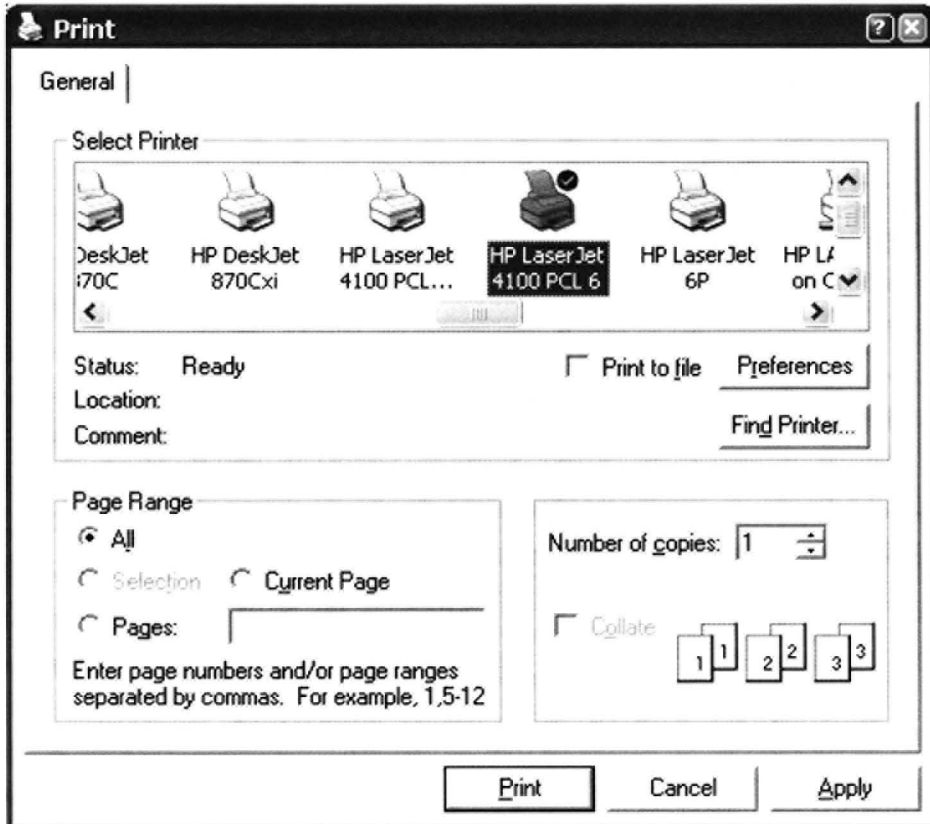 Print
General
Select Printer
DeskJet HP DeskJet HP LaserJet HP LaserJet HP LaserJet HP LA
870Cxi 4100 PCL... 4100 PCL 6 6P on C
Status: Ready Print to file Preferences
Location:
Comment: Find Printer...
Page Range
All Number of copies: 1
Selection Current Page
Pages: Collate 1 1 2 2 3 3
Enter page numbers and/or page ranges
separated by commas. For example, 1,5-12
Print Cancel Apply